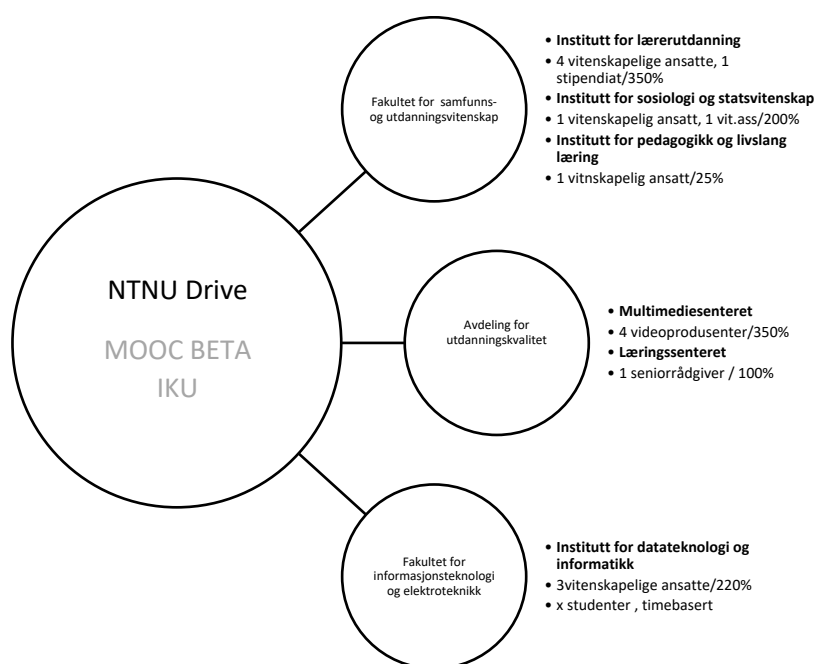 NTNU Drive
MOOC BETA
IKU
Fakultet for samfunns-
og utdanningsvitenskap
• Institutt for lærerutdanning
• 4 vitenskapelige ansatte, 1
stipendiat/350%
• Institutt for sosiologi og statsvitenskap
• 1 vitenskapelig ansatt, 1 vit.ass/200%
• Institutt for pedagogikk og livslang
læring
• 1 vitnskapelig ansatt/25%
Avdeling for
utdanningskvalitet
• Multimediesenteret
• 4 videoprodusenter/350%
• Læringssenteret
• 1 seniorrådgiver / 100%
Fakultet for
informasjonsteknologi
og elektroteknikk
• Institutt for datateknologi og
informatikk
• 3vitenskapelige ansatte/220%
• x studenter , timebasert